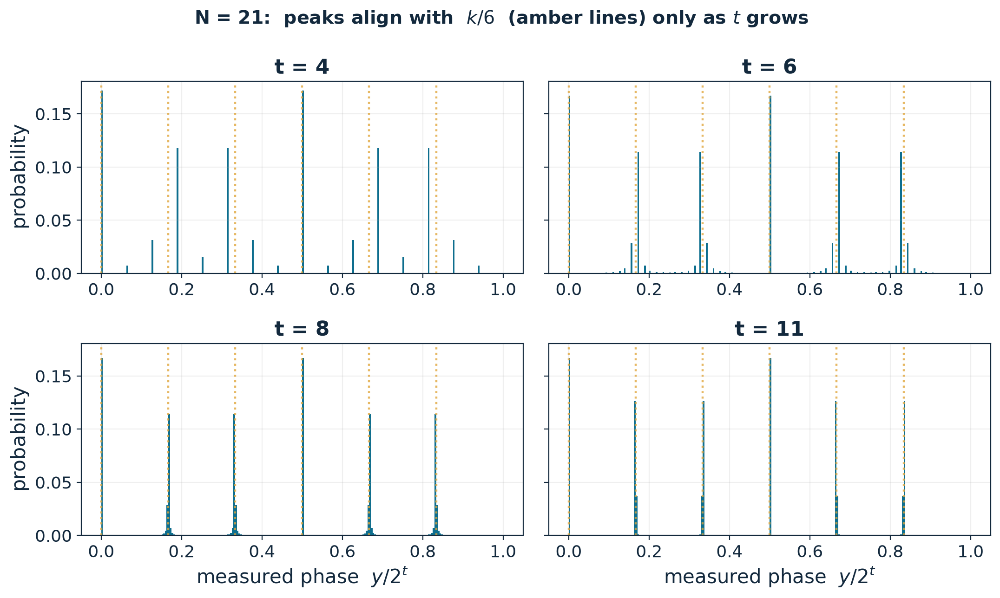 N = 21: peaks align with k/6 (amber lines) only as t grows
t = 4
t = 6
probability
0.15
0.10
0.05
0.00
0.0 0.2 0.4 0.6 0.8 1.0
0.0 0.2 0.4 0.6 0.8 1.0
t = 8
t = 11
probability
0.15
0.10
0.05
0.00
0.0 0.2 0.4 0.6 0.8 1.0
0.0 0.2 0.4 0.6 0.8 1.0
measured phase y/2^t
measured phase y/2^t